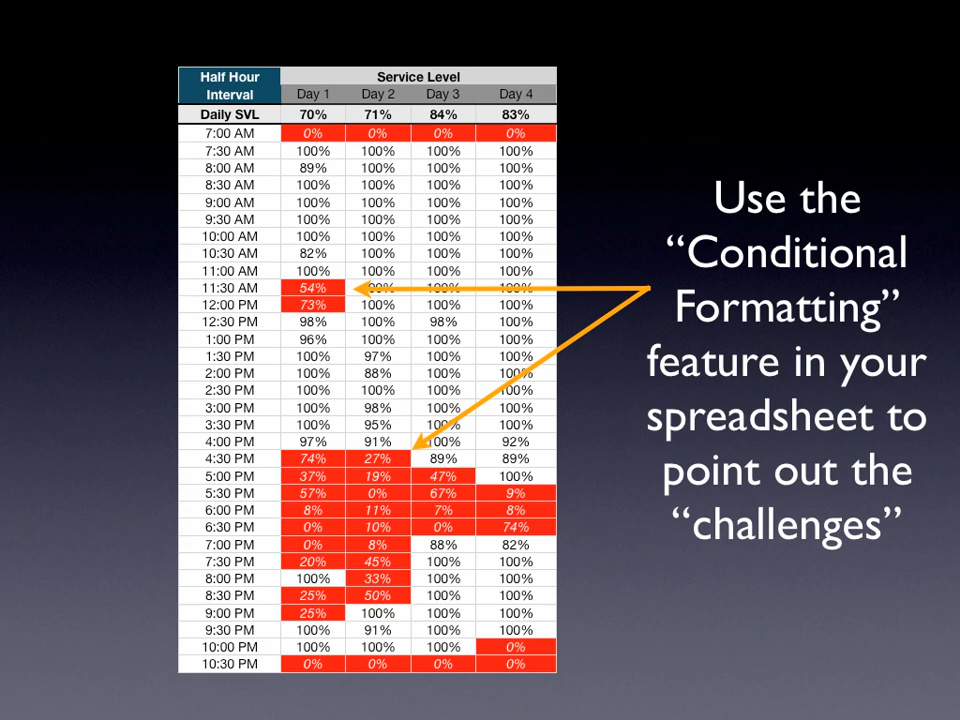 Half Hour Interval Service Level
Day 1 Day 2 Day 3 Day 4
Daily SVL 70% 71% 84% 83%
7:00 AM 0% 0% 0% 0%
7:30 AM 100% 100% 100% 100%
8:00 AM 89% 100% 100% 100%
8:30 AM 100% 100% 100% 100%
9:00 AM 100% 100% 100% 100%
9:30 AM 100% 100% 100% 100%
10:00 AM 100% 100% 100% 100%
10:30 AM 82% 100% 100% 100%
11:00 AM 100% 100% 100% 100%
11:30 AM 54% 100% 100% 100%
12:00 PM 73% 100% 100% 100%
12:30 PM 98% 100% 98% 100%
1:00 PM 96% 100% 100% 100%
1:30 PM 100% 97% 100% 100%
2:00 PM 100% 88% 100% 100%
2:30 PM 100% 100% 100% 100%
3:00 PM 100% 98% 100% 100%
3:30 PM 100% 95% 100% 100%
4:00 PM 97% 91% 100% 92%
4:30 PM 74% 27% 89% 89%
5:00 PM 37% 19% 47% 100%
5:30 PM 57% 0% 67% 9%
6:00 PM 8% 11% 7% 8%
6:30 PM 0% 10% 0% 74%
7:00 PM 0% 8% 88% 82%
7:30 PM 20% 45% 100% 100%
8:00 PM 100% 33% 100% 100%
8:30 PM 25% 50% 100% 100%
9:00 PM 25% 100% 100% 100%
9:30 PM 100% 91% 100% 100%
10:00 PM 100% 100% 100% 0%
10:30 PM 0% 0% 0% 0%
Use the
“Conditional
Formatting”
feature in your
spreadsheet to
point out the
“challenges”